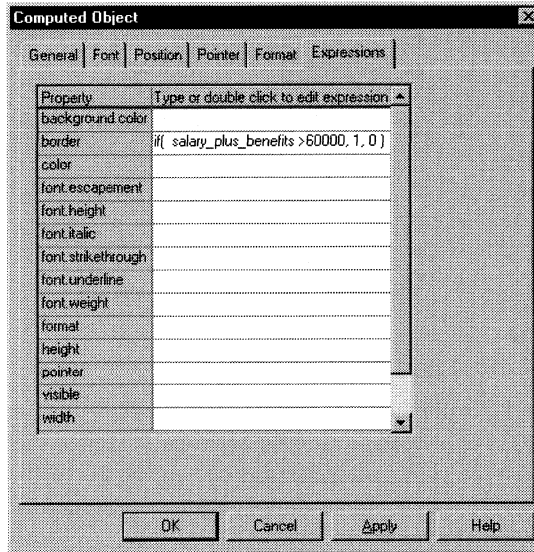 Computed Object
General Font Position Pointer Format Expressions
Property Type or double click to edit expression
background.color
border if( salary_plus_benefits >60000, 1, 0 )
color
font.escapement
font.height
font.italic
font.strikethrough
font.underline
font.weight
format
height
pointer
visible
width
OK Cancel Apply Help